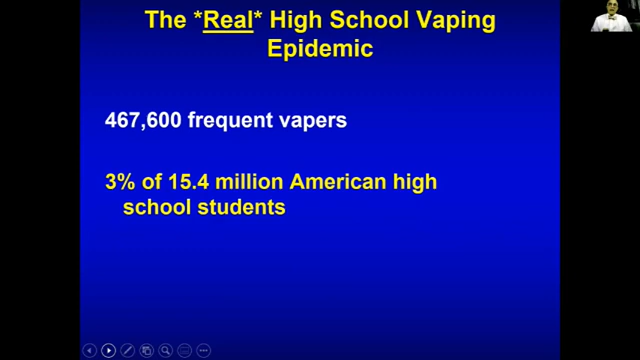 The *Real* High School Vaping
Epidemic
467,600 frequent vapers
3% of 15.4 million American high
school students